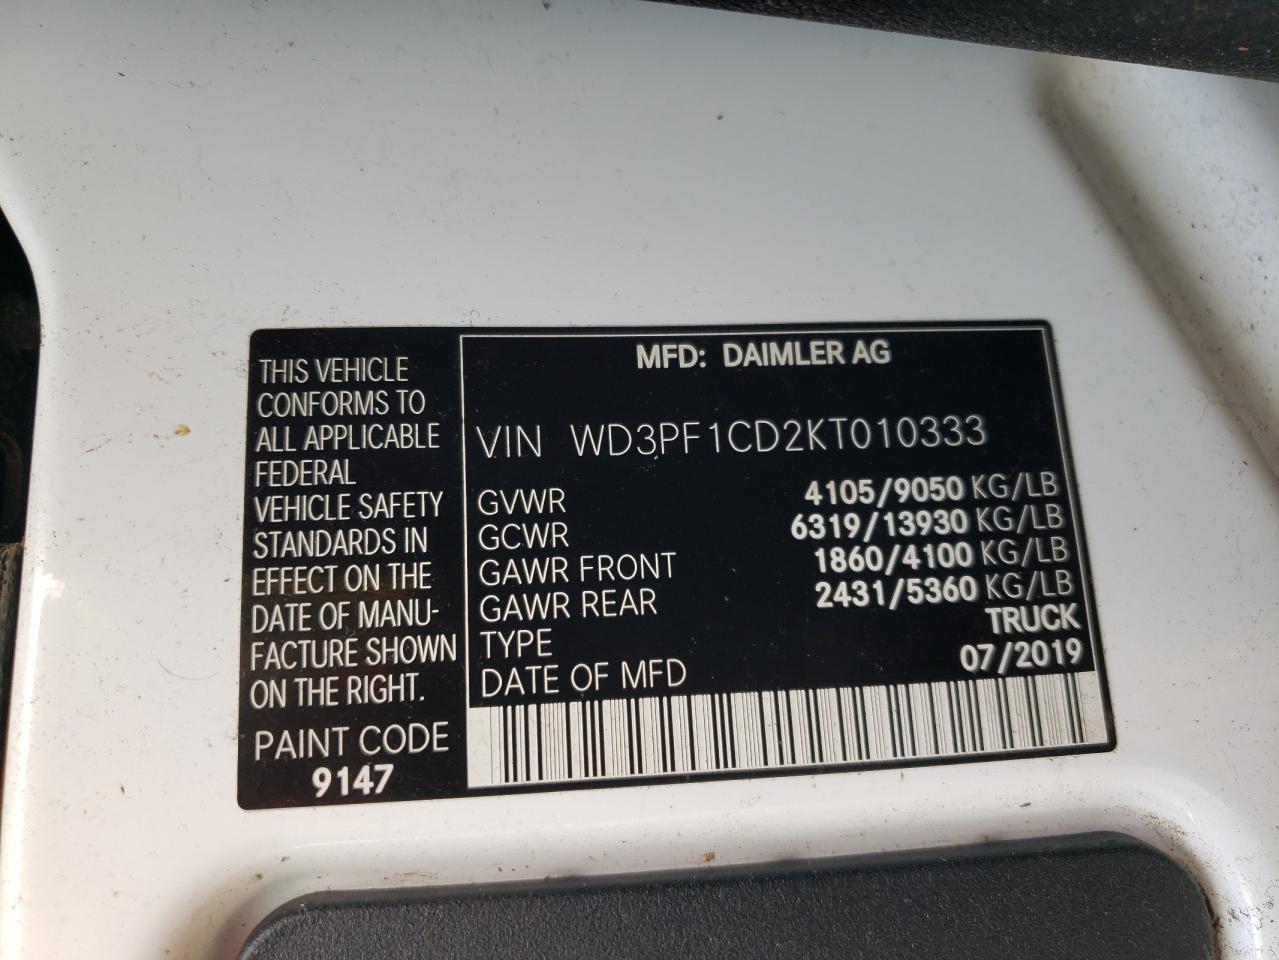 THIS VEHICLE
CONFORMS TO
ALL APPLICABLE
FEDERAL
VEHICLE SAFETY
STANDARDS IN
EFFECT ON THE
DATE OF MANU-
FACTURE SHOWN
ON THE RIGHT.
PAINT CODE
9147
MFD: DAIMLER AG
VIN WD3PF1CD2KT010333
GVWR 4105/9050 KG/LB
GCWR 6319/13930 KG/LB
GAWR FRONT 1860/4100 KG/LB
GAWR REAR 2431/5360 KG/LB
TYPE TRUCK
DATE OF MFD 07/2019